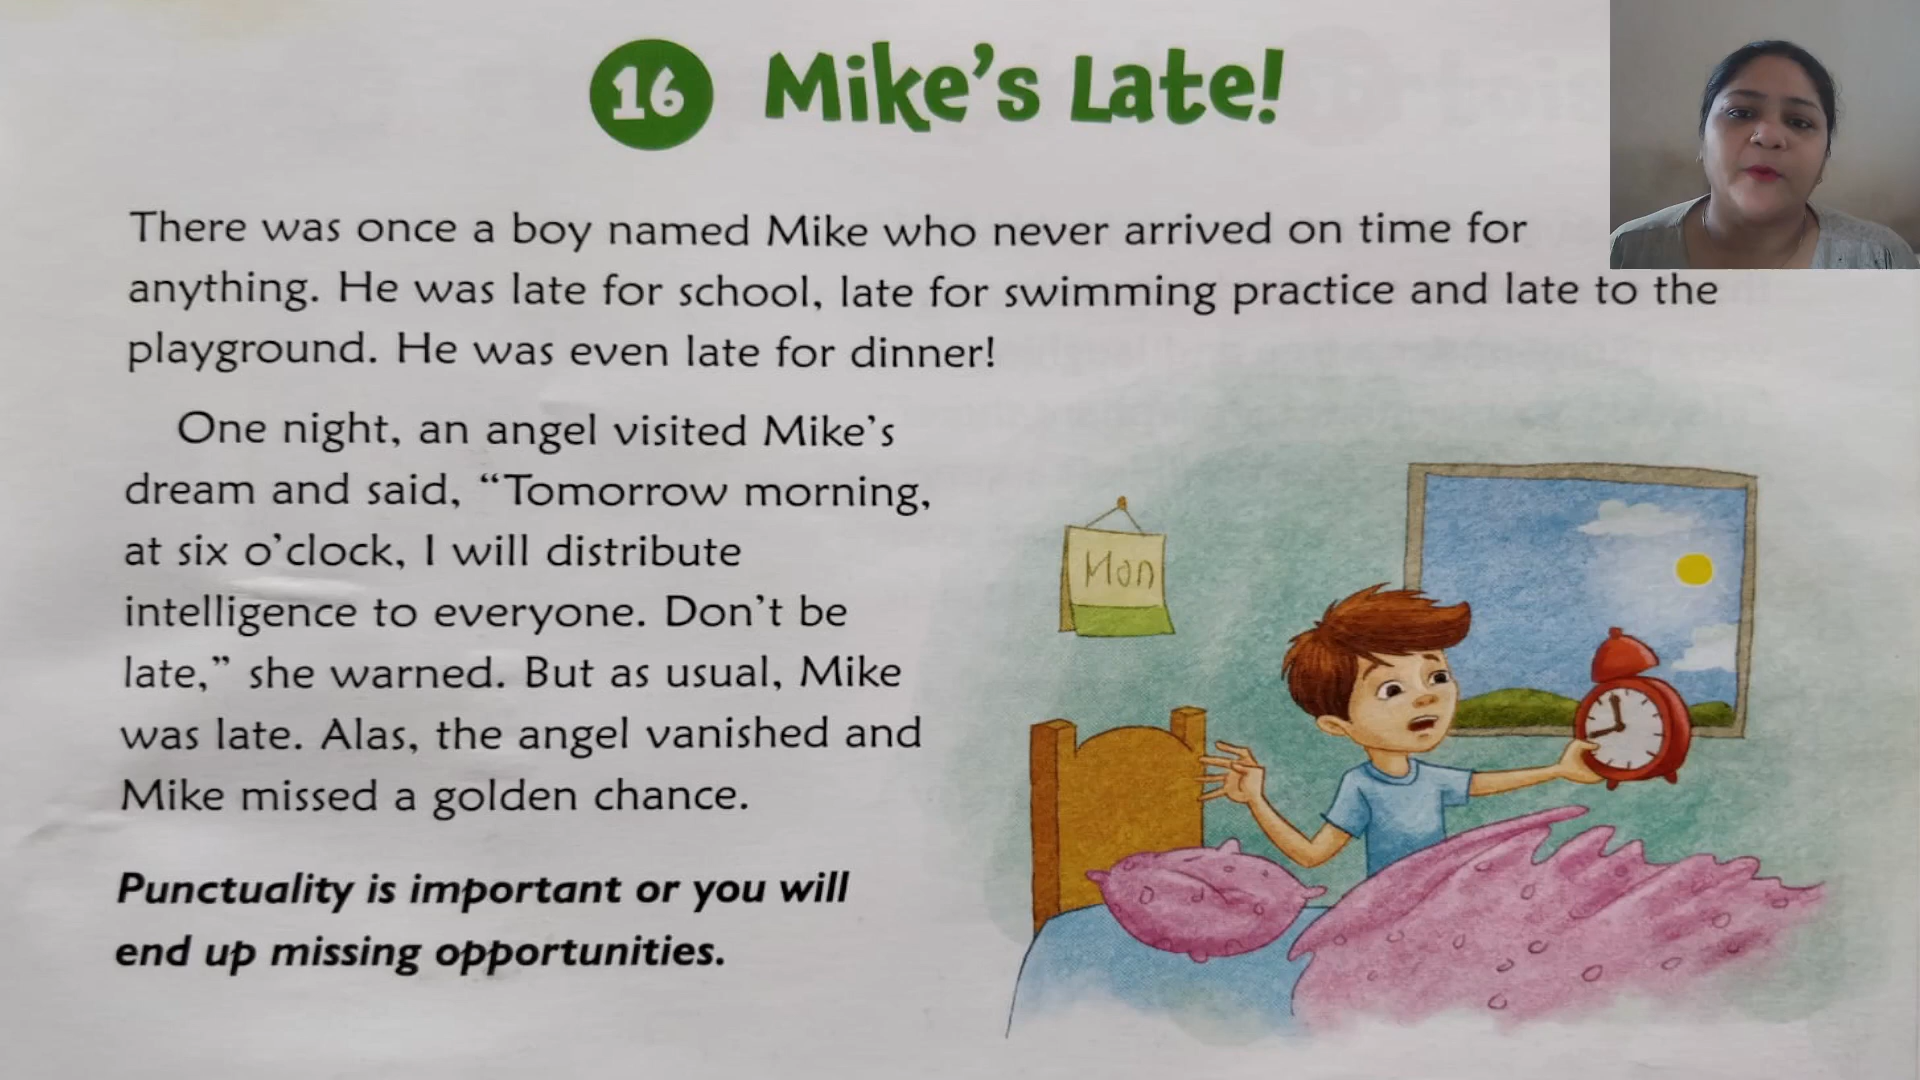 16 Mike's Late!
There was once a boy named Mike who never arrived on time for
anything. He was late for school, late for swimming practice and late to the
playground. He was even late for dinner!
One night, an angel visited Mike's
dream and said, “Tomorrow morning,
at six o'clock, I will distribute
intelligence to everyone. Don't be
late,” she warned. But as usual, Mike
was late. Alas, the angel vanished and
Mike missed a golden chance.
Punctuality is important or you will
end up missing opportunities.
Mon